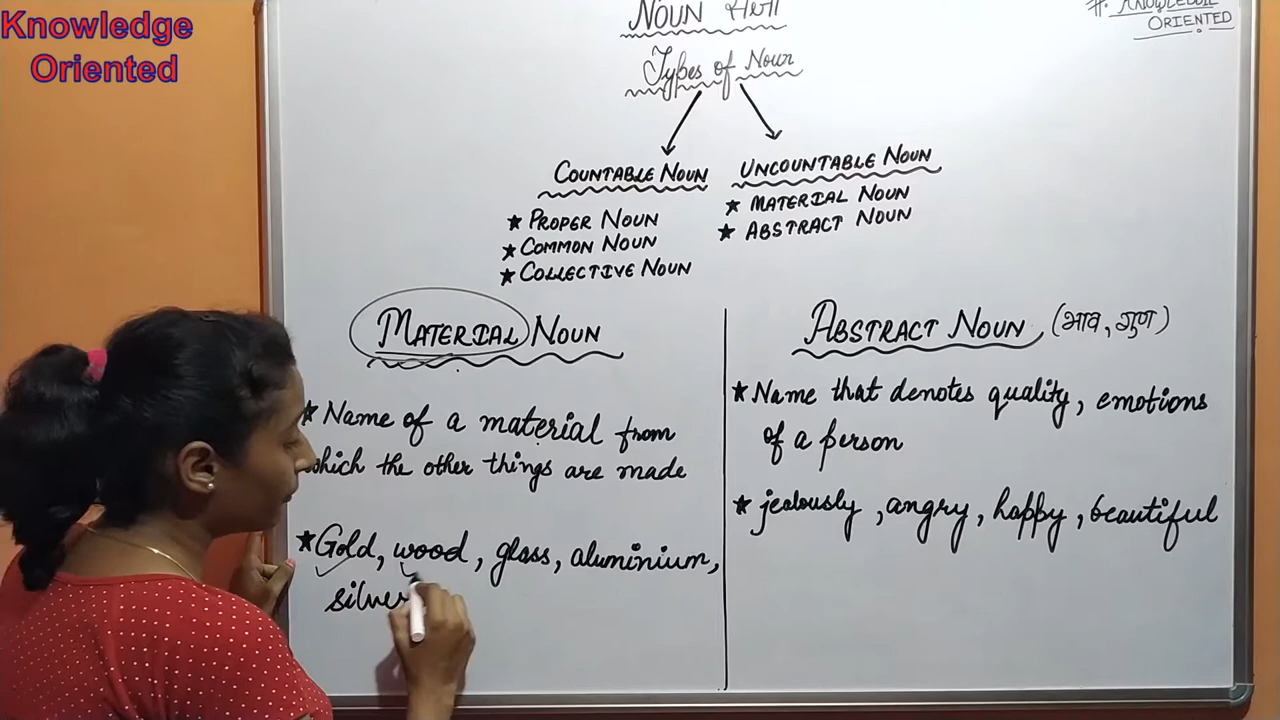 Knowledge
Oriented
NOUN संज्ञा
#. KNOWLEDGE
ORIENTED
Types of Noun
COUNTABLE NOUN
★ PROPER NOUN
★ COMMON NOUN
★ COLLECTIVE NOUN
UNCOUNTABLE NOUN
★ MATERIAL NOUN
★ ABSTRACT NOUN
MATERIAL NOUN
★ Name of a material from
which the other things are made
★ Gold, wood, glass, aluminium,
silver
ABSTRACT NOUN (भाव, गुण)
★ Name that denotes quality, emotions
of a person
★ jealously, angry, happy, beautiful